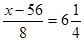 x − 56 / 8 = 6 1/4